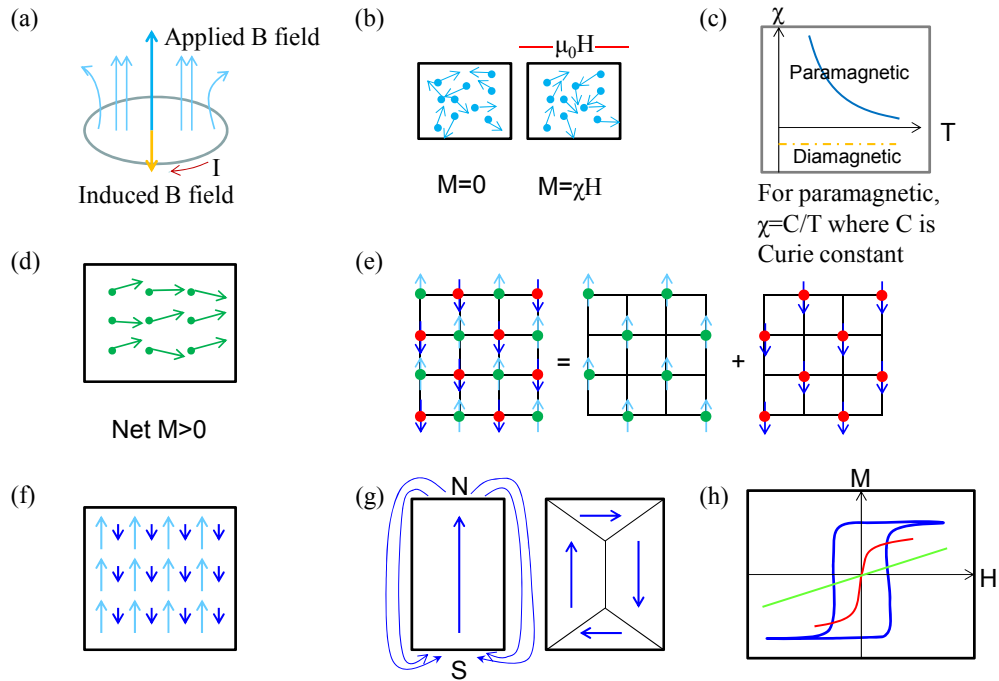 (a)
Applied B field
I
Induced B field
(b)
μ₀H
M=0
M=χH
(c)
χ
Paramagnetic
T
Diamagnetic
For paramagnetic,
χ=C/T where C is
Curie constant
(d)
Net M>0
(e)
=
+
(f)
(g)
N
S
(h)
M
H